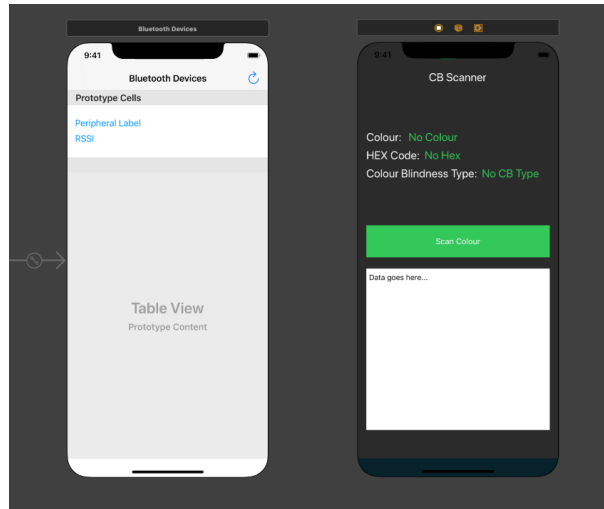 Bluetooth Devices
9:41
Bluetooth Devices
Prototype Cells
Peripheral Label
RSSI
Table View
Prototype Content
9:41
CB Scanner
Colour: No Colour
HEX Code: No Hex
Colour Blindness Type: No CB Type
Scan Colour
Data goes here...